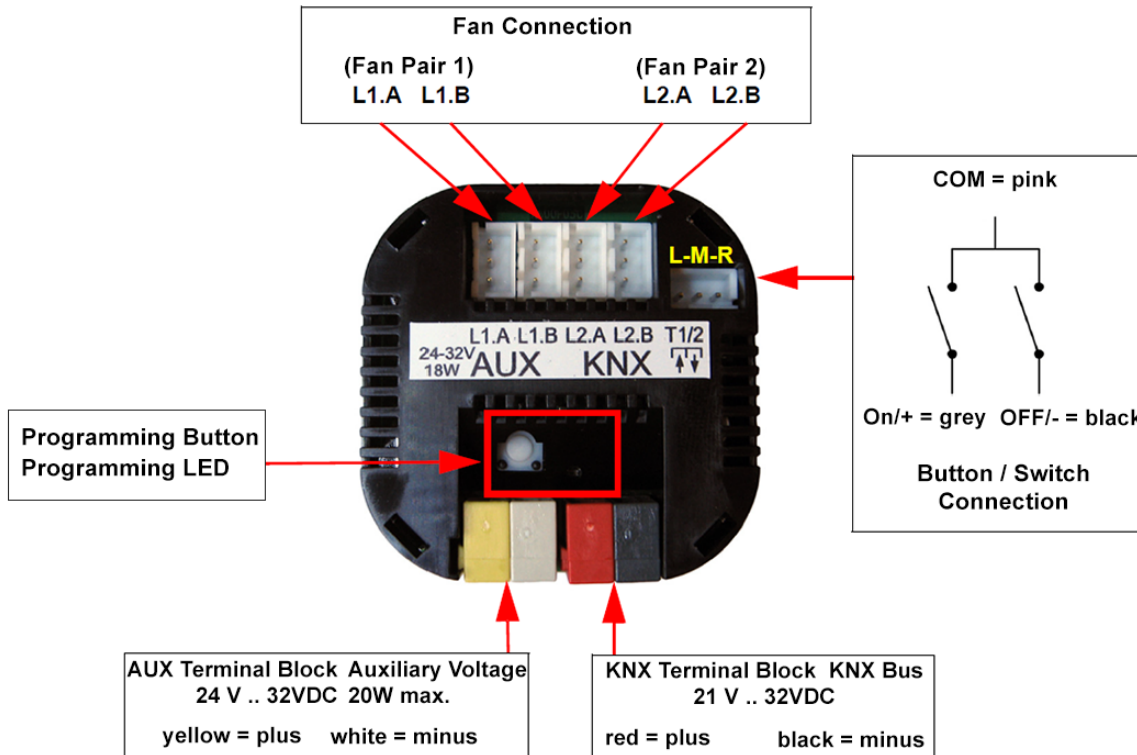 Fan Connection
(Fan Pair 1) (Fan Pair 2)
L1.A L1.B L2.A L2.B
COM = pink
L-M-R
L1.A L1.B L2.A L2.B T1/2
24-32V
18W AUX KNX
On/+ = grey OFF/- = black
Button / Switch
Connection
Programming Button
Programming LED
AUX Terminal Block Auxiliary Voltage
24 V .. 32VDC 20W max.
yellow = plus white = minus
KNX Terminal Block KNX Bus
21 V .. 32VDC
red = plus black = minus